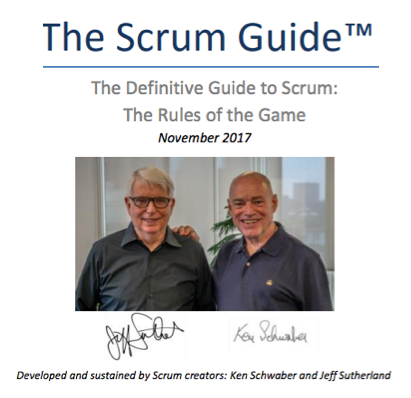 The Scrum Guide™
The Definitive Guide to Scrum:
The Rules of the Game
November 2017
Jeff Sutherland
Ken Schwaber
Developed and sustained by Scrum creators: Ken Schwaber and Jeff Sutherland